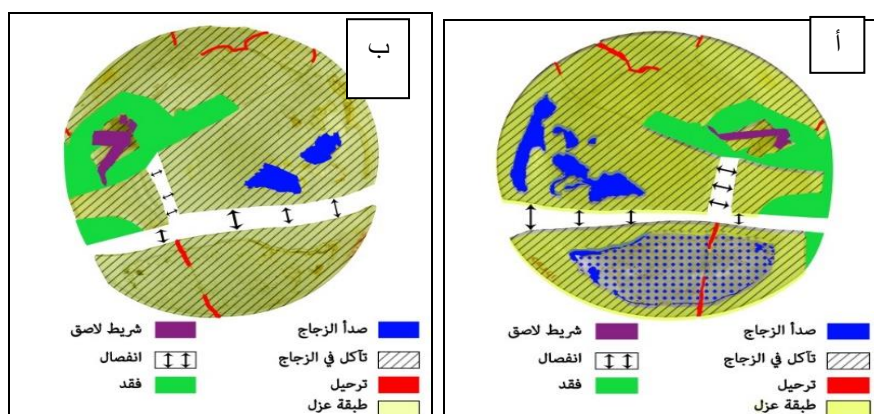 أ
صدأ الزجاج
شريط لاصق
تآكل في الزجاج
انفصال
ترحيل
فقد
طبقة عزل
ب
صدأ الزجاج
شريط لاصق
تآكل في الزجاج
انفصال
ترحيل
فقد
طبقة عزل